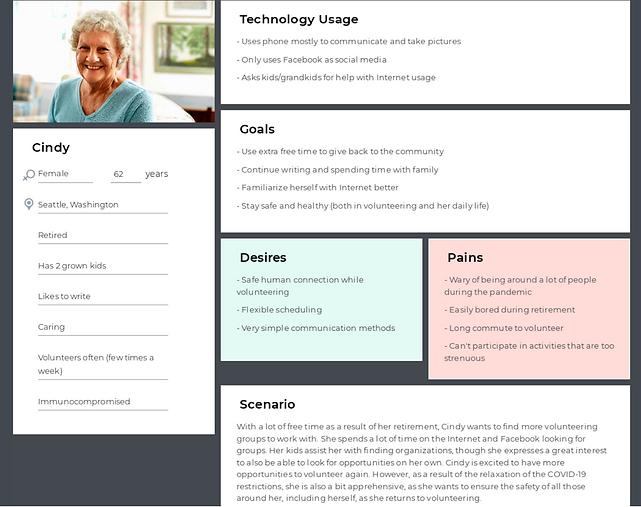 Cindy
Female 62 years
Seattle, Washington
Retired
Has 2 grown kids
Likes to write
Caring
Volunteers often (few times a
week)
Immunocompromised
Technology Usage
- Uses phone mostly to communicate and take pictures
- Only uses Facebook as social media
- Asks kids/grandkids for help with Internet usage
Goals
- Use extra free time to give back to the community
- Continue writing and spending time with family
- Familiarize herself with Internet better
- Stay safe and healthy (both in volunteering and her daily life)
Desires
- Safe human connection while
volunteering
- Flexible scheduling
- Very simple communication methods
Pains
- Wary of being around a lot of people
during the pandemic
- Easily bored during retirement
- Long commute to volunteer
- Can't participate in activities that are too
strenuous
Scenario
With a lot of free time as a result of her retirement, Cindy wants to find more volunteering
groups to work with. She spends a lot of time on the Internet and Facebook looking for
groups. Her kids assist her with finding organizations, though she expresses a great interest
to also be able to look for opportunities on her own. Cindy is excited to have more
opportunities to volunteer again. However, as a result of the relaxation of the COVID-19
restrictions, she is also a bit apprehensive, as she wants to ensure the safety of all those
around her, including herself, as she returns to volunteering.